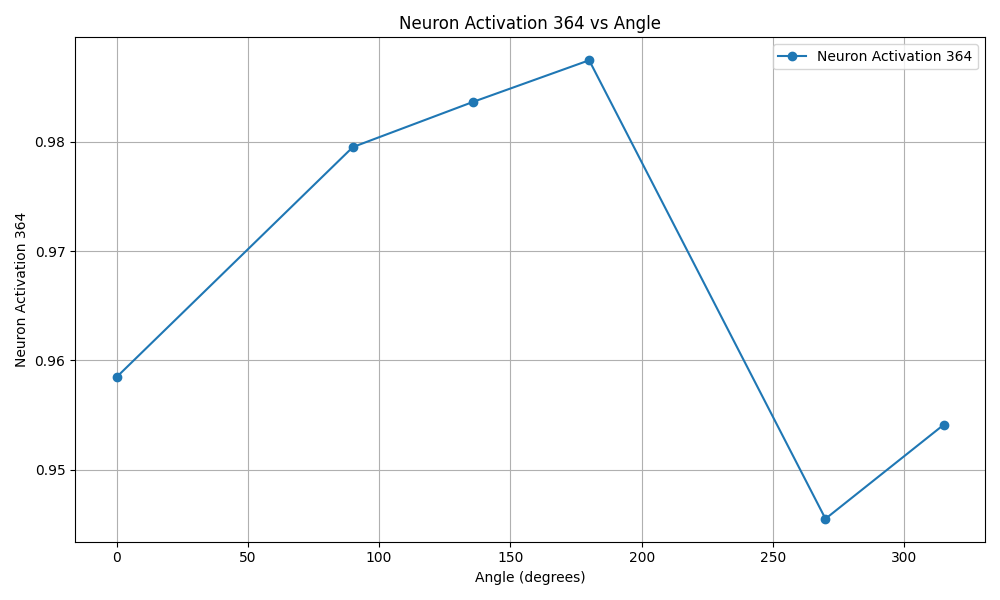 Neuron Activation 364 vs Angle
Neuron Activation 364
0.98
0.97
0.96
0.95
Neuron Activation 364
0 50 100 150 200 250 300
Angle (degrees)